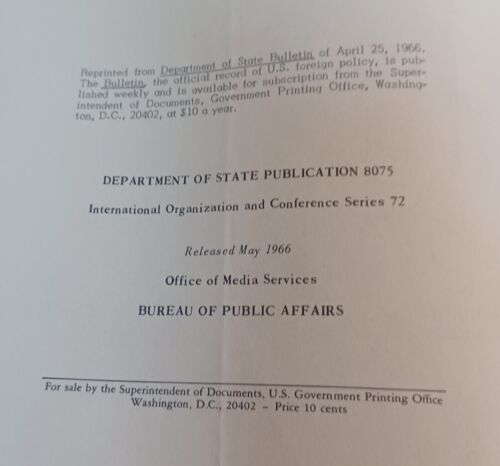 Reprinted from Department of State Bulletin of April 25, 1966.
The Bulletin, the official record of U.S. foreign policy, is pub-
lished weekly and is available for subscription from the Super-
intendent of Documents, Government Printing Office, Washing-
ton, D.C., 20402, at $10 a year.
DEPARTMENT OF STATE PUBLICATION 8075
International Organization and Conference Series 72
Released May 1966
Office of Media Services
BUREAU OF PUBLIC AFFAIRS
For sale by the Superintendent of Documents, U.S. Government Printing Office
Washington, D.C., 20402 - Price 10 cents